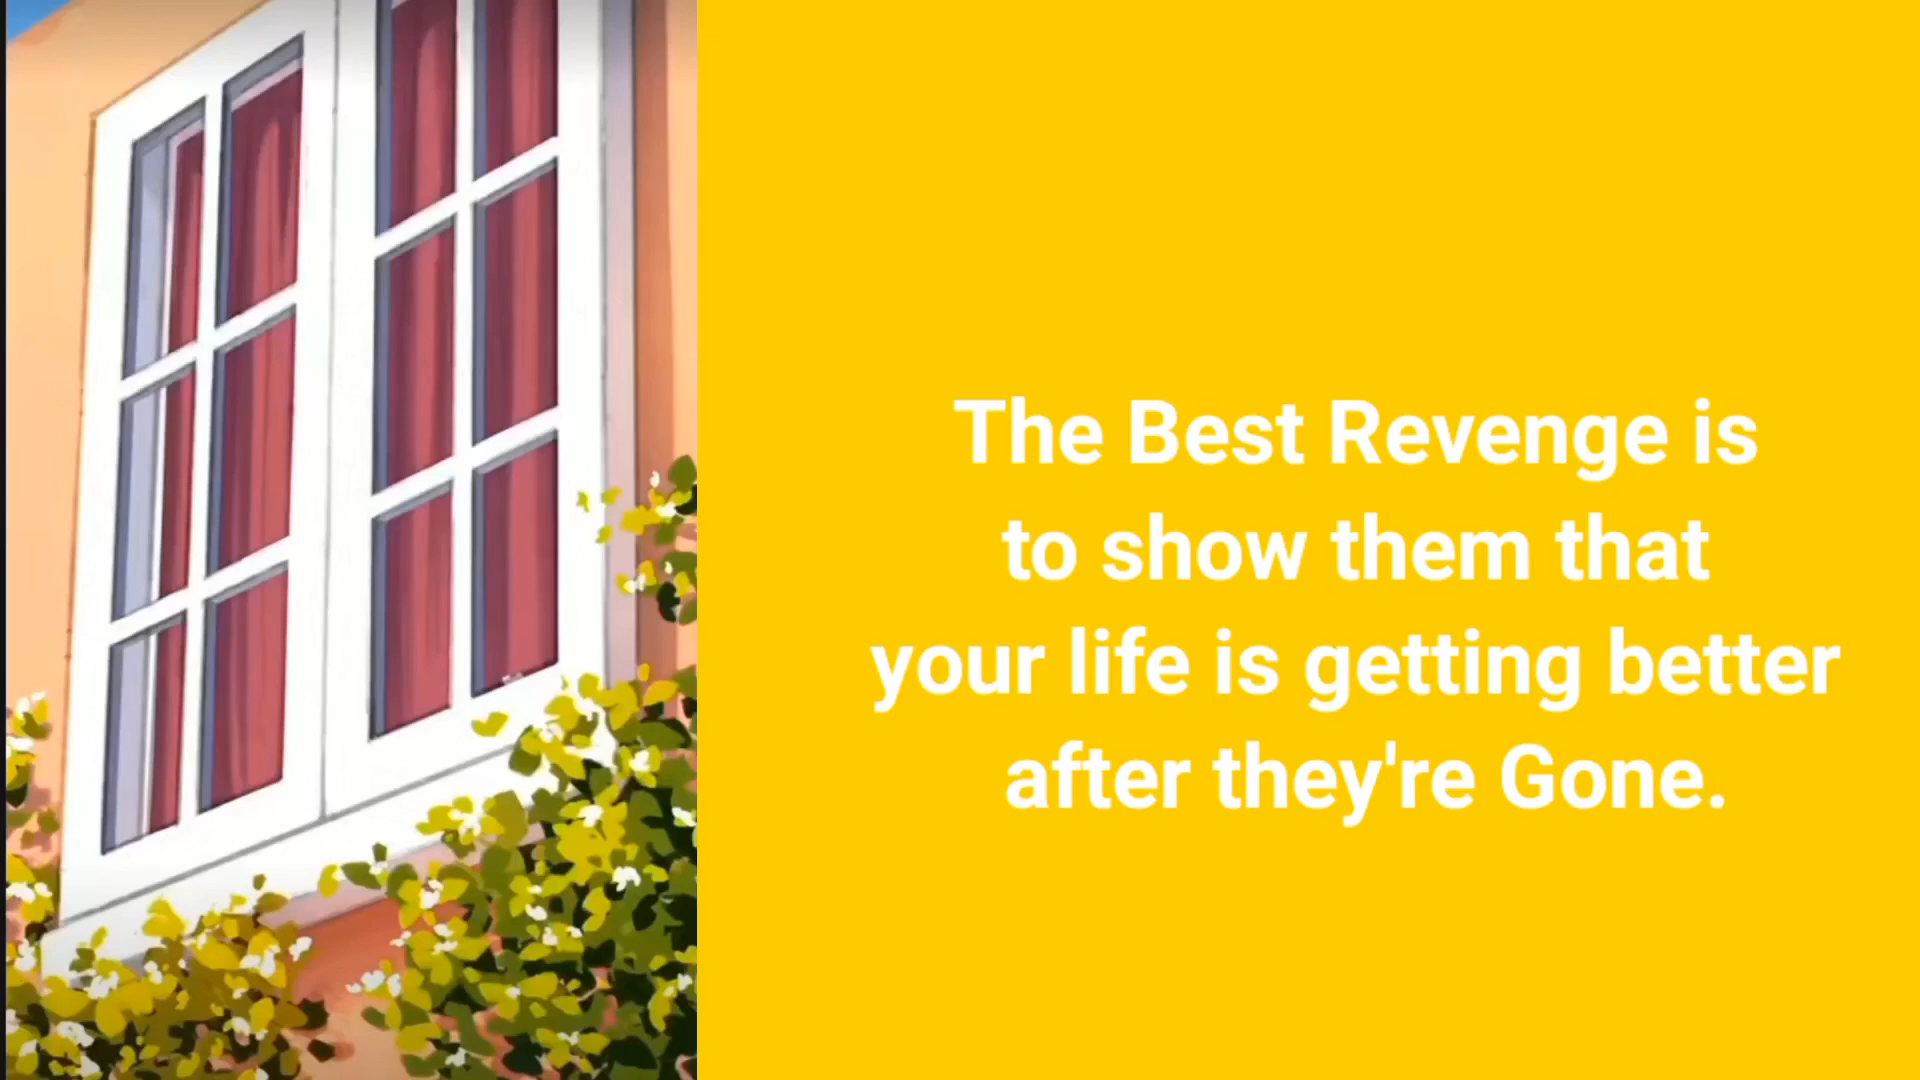 The Best Revenge is
to show them that
your life is getting better
after they're Gone.